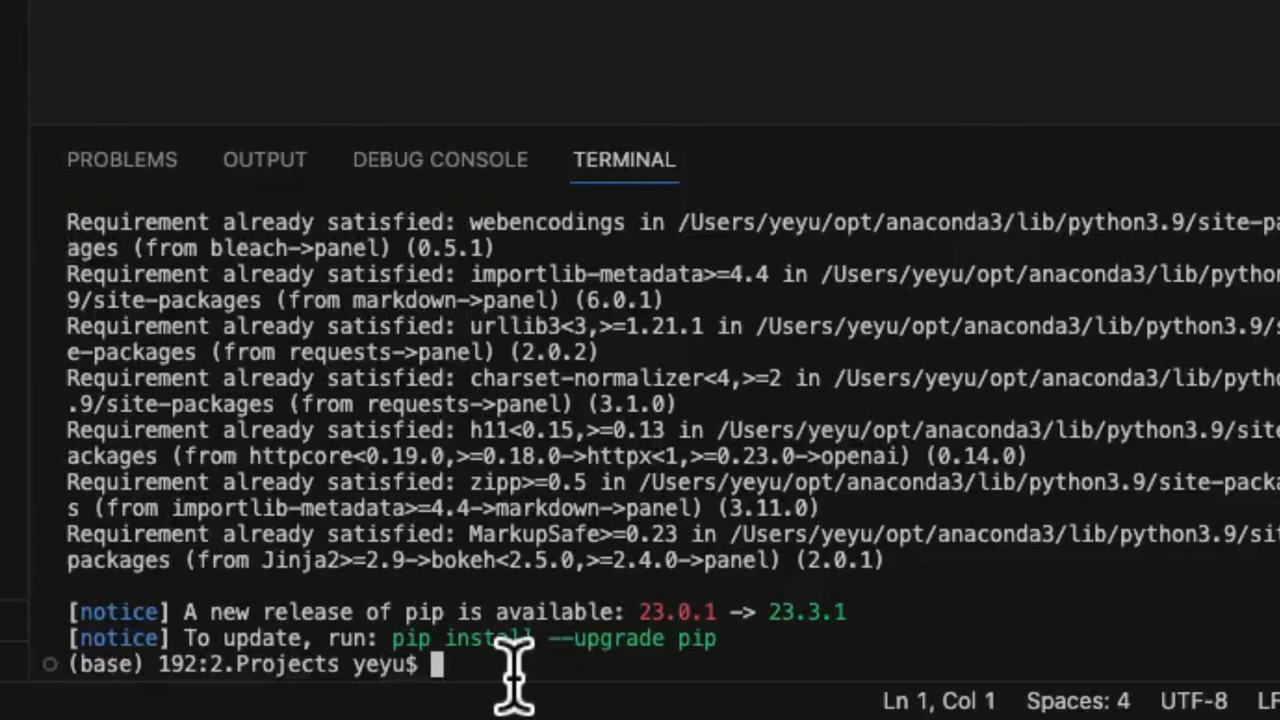 PROBLEMS OUTPUT DEBUG CONSOLE TERMINAL
Requirement already satisfied: webencodings in /Users/yeyu/opt/anaconda3/lib/python3.9/site-pa
ages (from bleach->panel) (0.5.1)
Requirement already satisfied: importlib-metadata>=4.4 in /Users/yeyu/opt/anaconda3/lib/python
9/site-packages (from markdown->panel) (6.0.1)
Requirement already satisfied: urllib3<3,>=1.21.1 in /Users/yeyu/opt/anaconda3/lib/python3.9/s
e-packages (from requests->panel) (2.0.2)
Requirement already satisfied: charset-normalizer<4,>=2 in /Users/yeyu/opt/anaconda3/lib/pytho
.9/site-packages (from requests->panel) (3.1.0)
Requirement already satisfied: h11<0.15,>=0.13 in /Users/yeyu/opt/anaconda3/lib/python3.9/site
ackages (from httpcore<0.19.0,>=0.18.0->httpx<1,>=0.23.0->openai) (0.14.0)
Requirement already satisfied: zipp>=0.5 in /Users/yeyu/opt/anaconda3/lib/python3.9/site-packa
s (from importlib-metadata>=4.4->markdown->panel) (3.11.0)
Requirement already satisfied: MarkupSafe>=0.23 in /Users/yeyu/opt/anaconda3/lib/python3.9/sit
packages (from Jinja2>=2.9->bokeh<2.5.0,>=2.4.0->panel) (2.0.1)
[notice] A new release of pip is available: 23.0.1 -> 23.3.1
[notice] To update, run: pip install --upgrade pip
(base) 192:2.Projects yeyu$
Ln 1, Col 1 Spaces: 4 UTF-8 LF